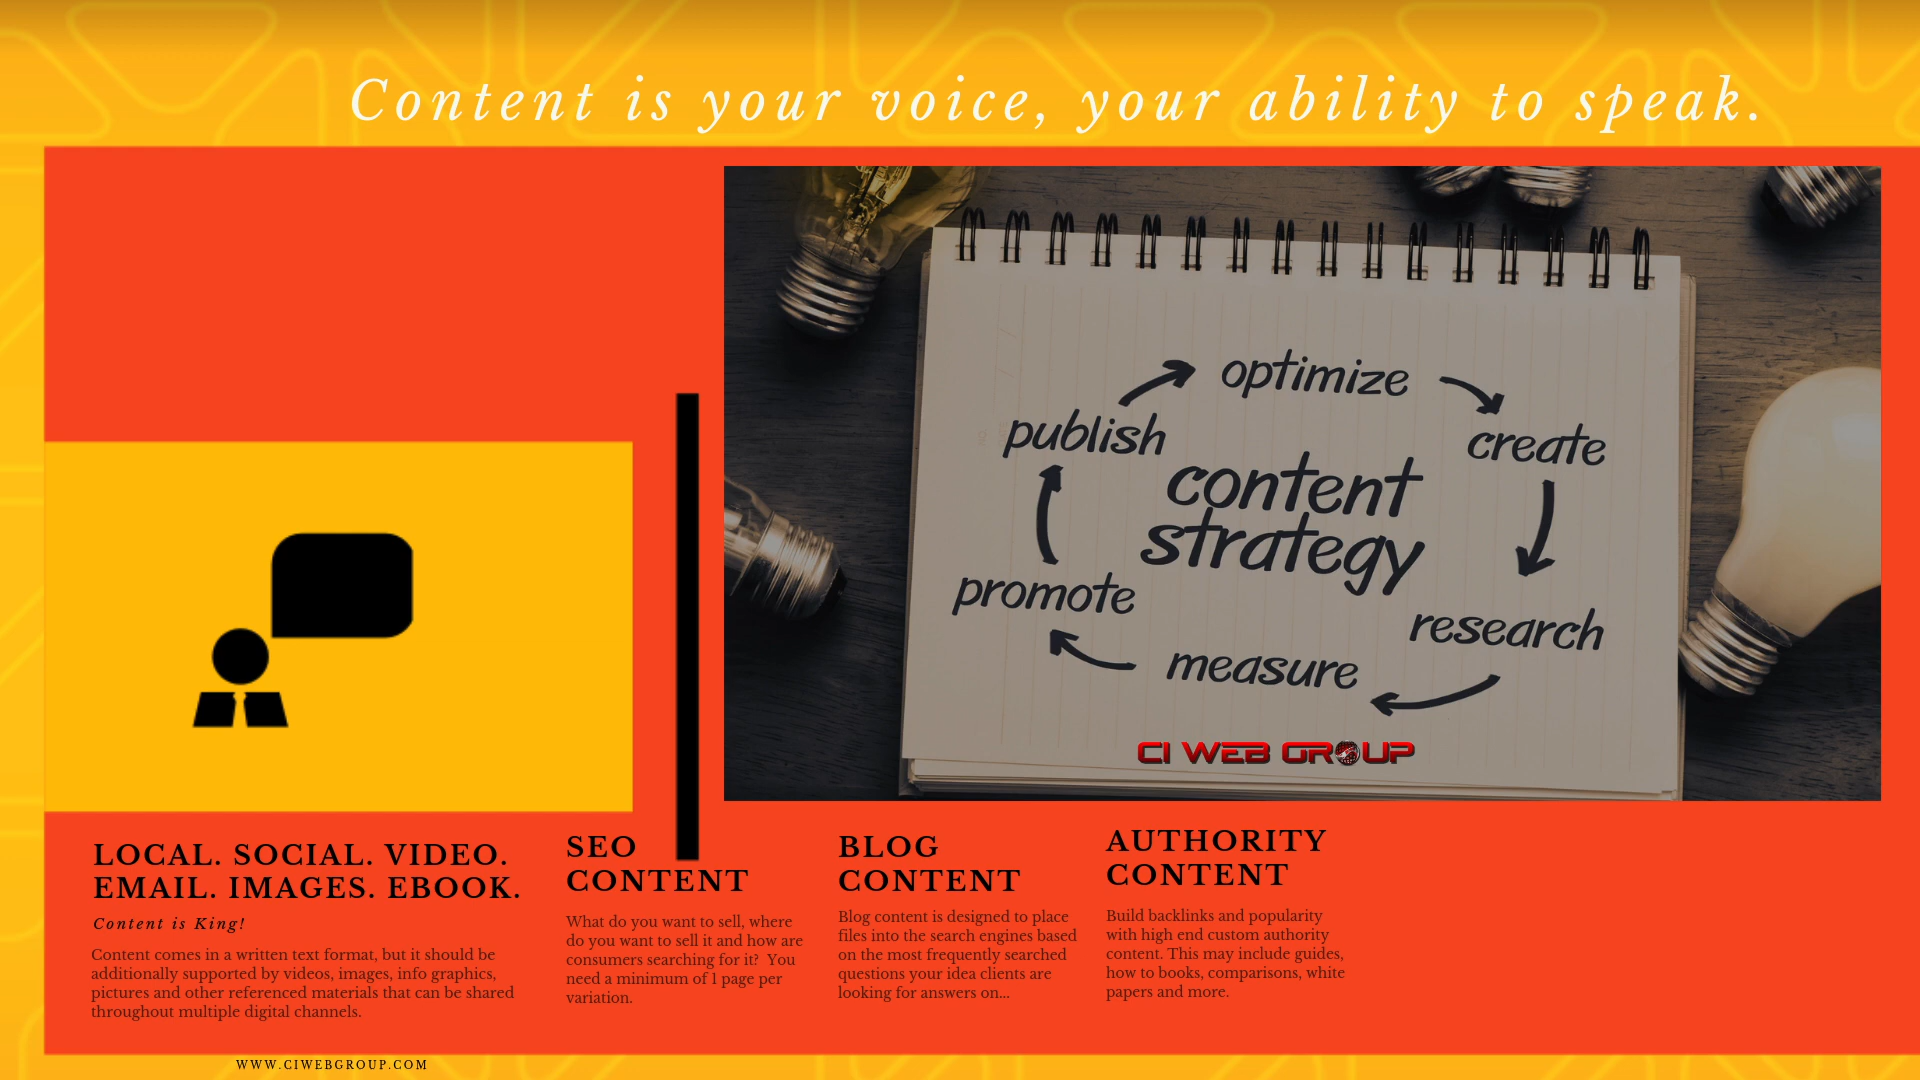 Content is your voice, your ability to speak.
optimize
publish
create
content
strategy
promote
research
measure
CI WEB GROUP
LOCAL. SOCIAL. VIDEO.
EMAIL. IMAGES. EBOOK.
Content is King!
Content comes in a written text format, but it should be
additionally supported by videos, images, info graphics,
pictures and other referenced materials that can be shared
throughout multiple digital channels.
SEO
CONTENT
What do you want to sell, where
do you want to sell it and how are
consumers searching for it?  You
need a minimum of 1 page per
variation.
BLOG
CONTENT
Blog content is designed to place
files into the search engines based
on the most frequently searched
questions your idea clients are
looking for answers on...
AUTHORITY
CONTENT
Build backlinks and popularity
with high end custom authority
content. This may include guides,
how to books, comparisons, white
papers and more.
WWW.CIWEBGROUP.COM